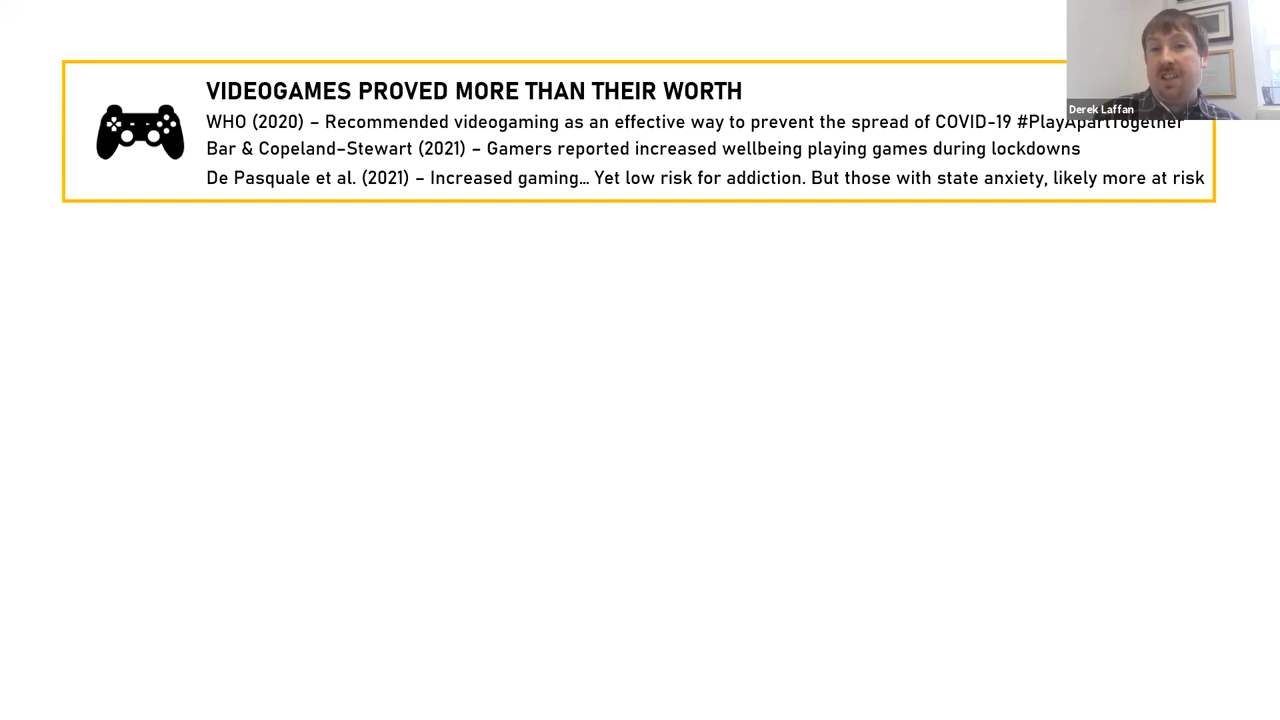 VIDEOGAMES PROVED MORE THAN THEIR WORTH
Derek Laffan
WHO (2020) – Recommended videogaming as an effective way to prevent the spread of COVID-19 #PlayApartTogether
Bar & Copeland–Stewart (2021) – Gamers reported increased wellbeing playing games during lockdowns
De Pasquale et al. (2021) – Increased gaming... Yet low risk for addiction. But those with state anxiety, likely more at risk